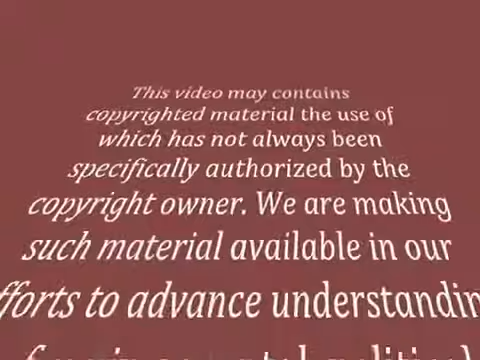 This video may contains
copyrighted material the use of
which has not always been
specifically authorized by the
copyright owner. We are making
such material available in our
fforts to advance understandin